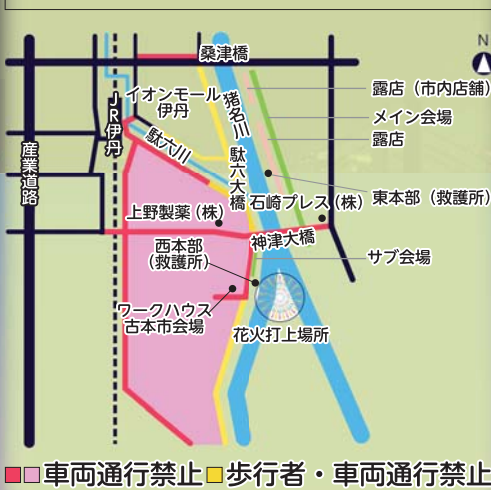 桑津橋
N
イオンモール
伊丹
JR伊丹
猪名川
駄六川
駄六大橋
産業道路
露店（市内店舗）
メイン会場
露店
東本部（救護所）
石崎プレス（株）
上野製薬（株）
神津大橋
西本部
（救護所）
サブ会場
ワークハウス
古本市会場
花火打上場所
車両通行禁止 歩行者・車両通行禁止